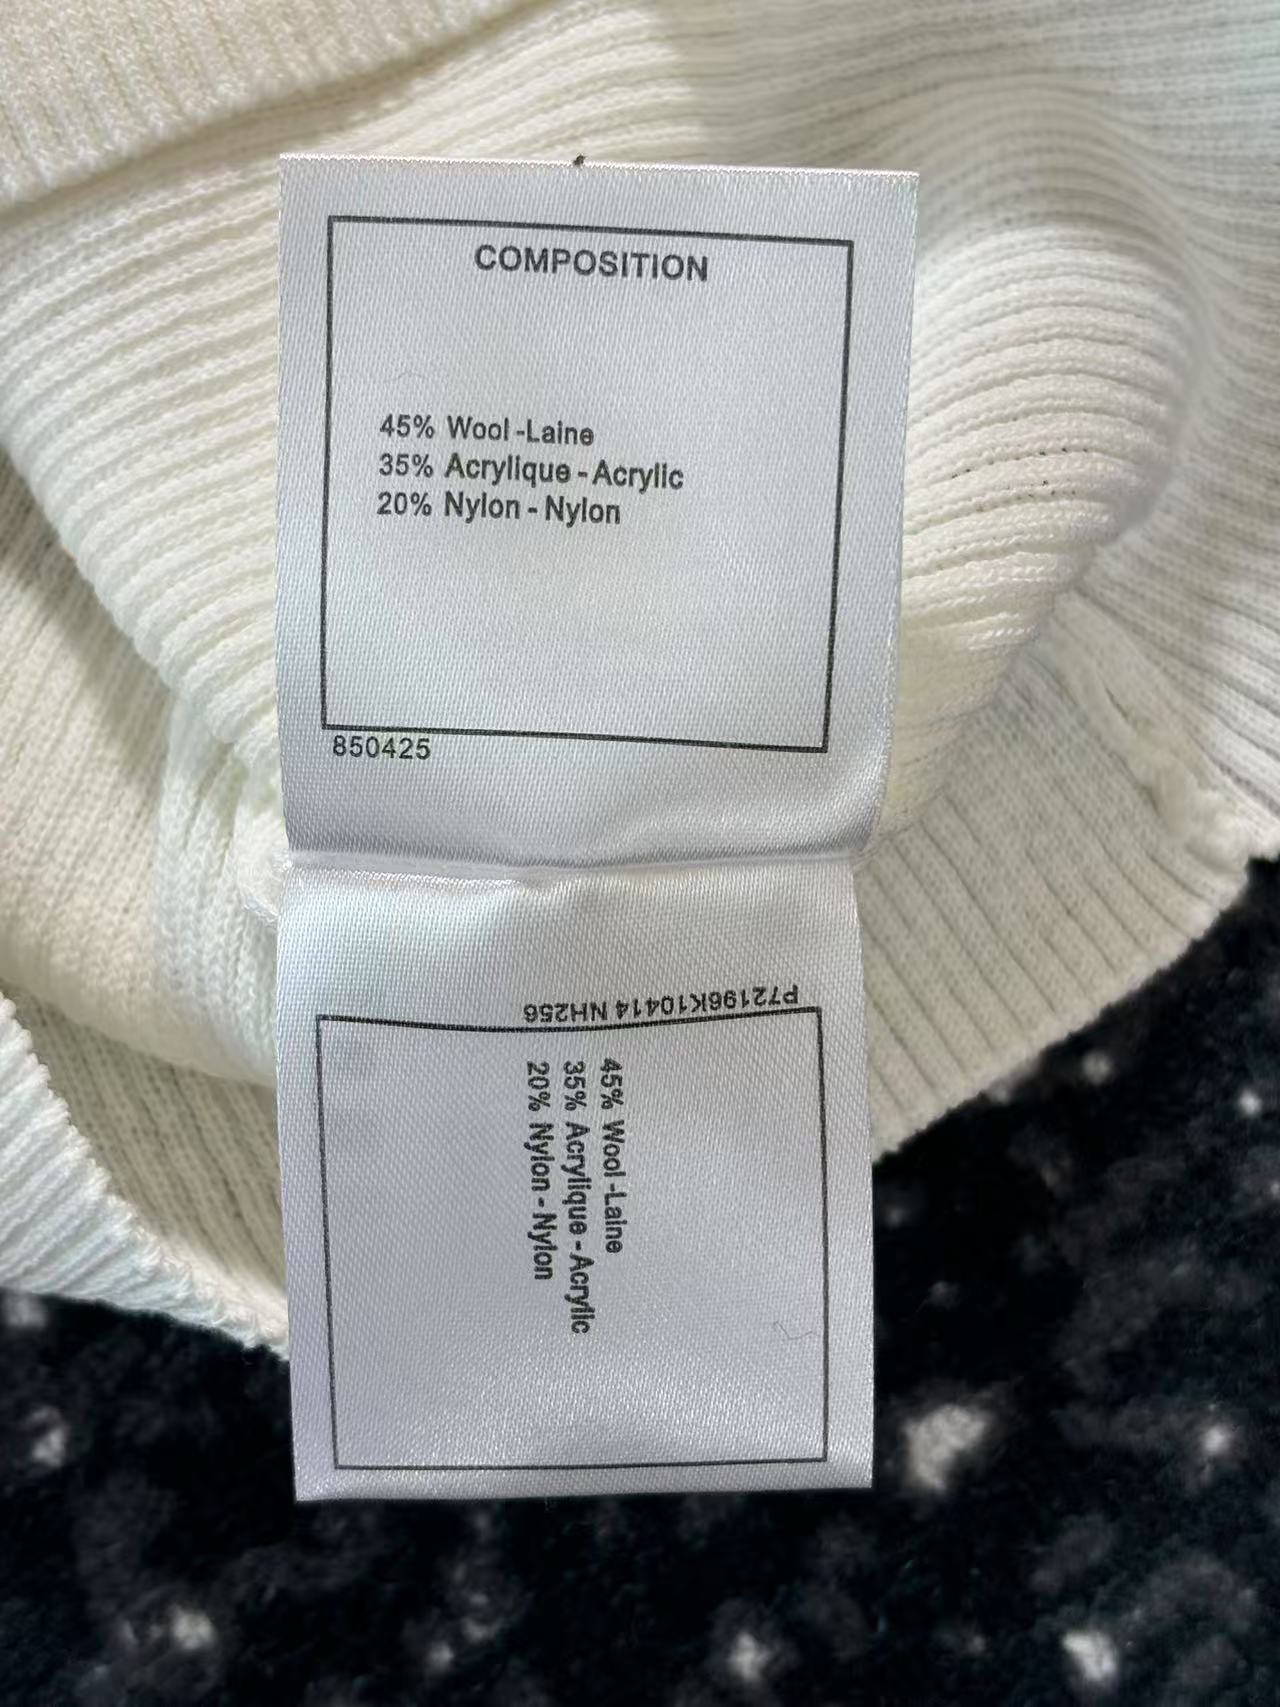 COMPOSITION
45% Wool -Laine
35% Acrylique - Acrylic
20% Nylon - Nylon
850425
P72196K10414 NH256
45% Wool -Laine
35% Acrylique - Acrylic
20% Nylon - Nylon